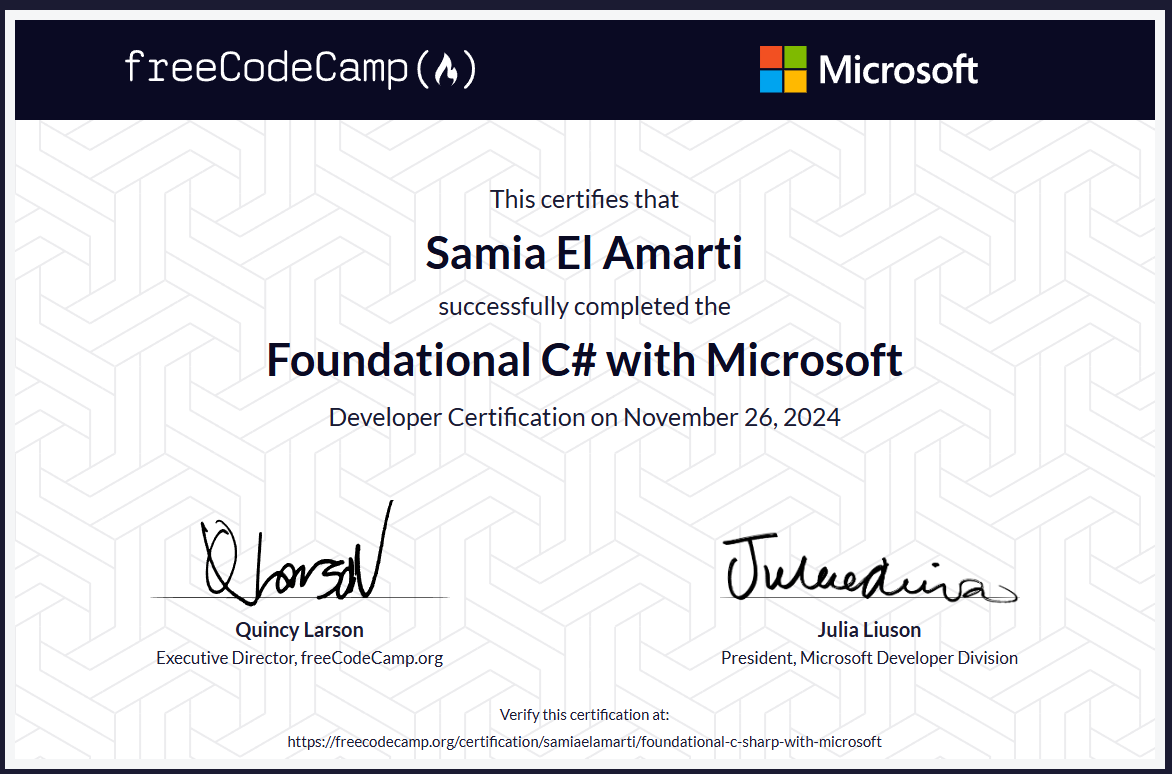 freeCodeCamp
Microsoft
This certifies that
Samia El Amarti
successfully completed the
Foundational C# with Microsoft
Developer Certification on November 26, 2024
Quincy Larson
Executive Director, freeCodeCamp.org
Julia Liuson
President, Microsoft Developer Division
Verify this certification at:
https://freecodecamp.org/certification/samiaelamarti/foundational-c-sharp-with-microsoft